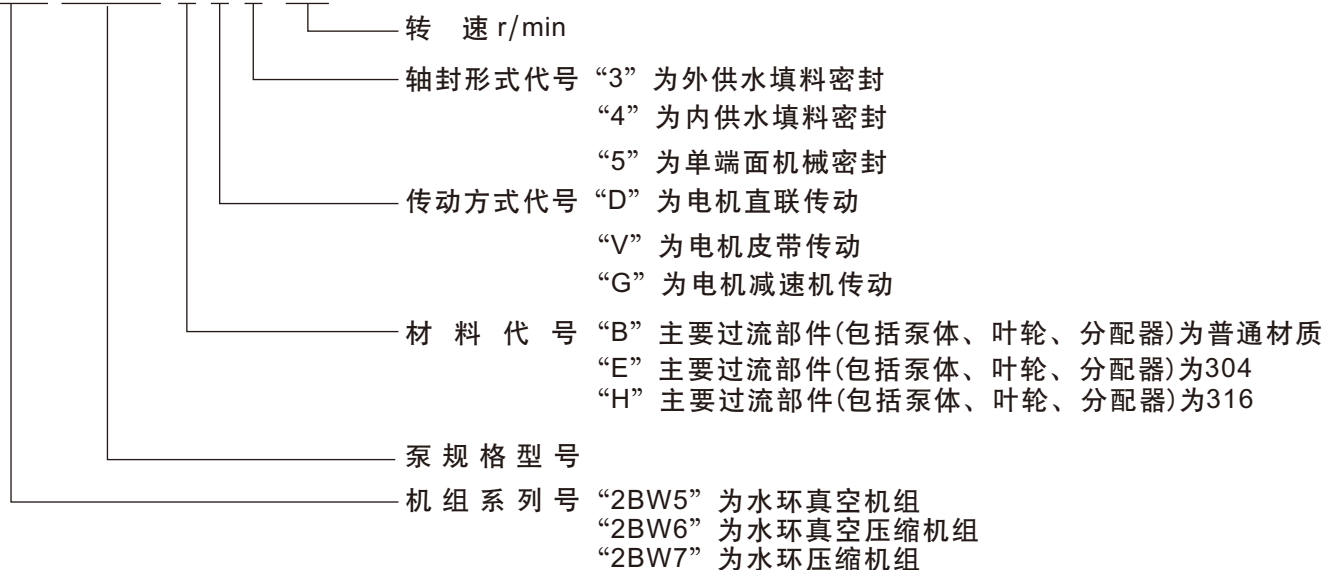 转 速 r/min
轴封形式代号 “3” 为外供水填料密封
“4” 为内供水填料密封
“5” 为单端面机械密封
传动方式代号 “D” 为电机直联传动
“V” 为电机皮带传动
“G” 为电机减速机传动
材 料 代 号 “B” 主要过流部件(包括泵体、叶轮、分配器)为普通材质
“E” 主要过流部件(包括泵体、叶轮、分配器)为304
“H” 主要过流部件(包括泵体、叶轮、分配器)为316
泵 规 格 型 号
机 组 系 列 号 “2BW5” 为水环真空机组
“2BW6” 为水环真空压缩机组
“2BW7” 为水环压缩机组